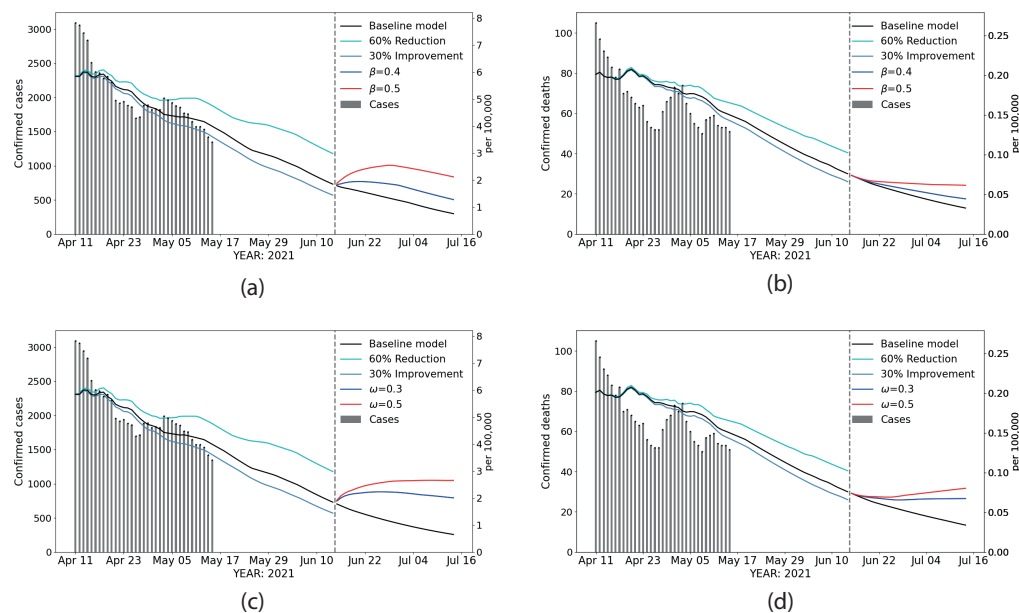 Confirmed cases
3000
2500
2000
1500
1000
500
0
Baseline model
60% Reduction
30% Improvement
β=0.4
β=0.5
Cases
8
7
6
5
4
3
2
1
0
per 100,000
Apr 11 Apr 23 May 05 May 17 May 29 Jun 10 Jun 22 Jul 04 Jul 16
YEAR: 2021
(a)
Confirmed deaths
100
80
60
40
20
0
Baseline model
60% Reduction
30% Improvement
β=0.4
β=0.5
Cases
0.25
0.20
0.15
0.10
0.05
0.00
per 100,000
Apr 11 Apr 23 May 05 May 17 May 29 Jun 10 Jun 22 Jul 04 Jul 16
YEAR: 2021
(b)
Confirmed cases
3000
2500
2000
1500
1000
500
0
Baseline model
60% Reduction
30% Improvement
ω=0.3
ω=0.5
Cases
8
7
6
5
4
3
2
1
0
per 100,000
Apr 11 Apr 23 May 05 May 17 May 29 Jun 10 Jun 22 Jul 04 Jul 16
YEAR: 2021
(c)
Confirmed deaths
100
80
60
40
20
0
Baseline model
60% Reduction
30% Improvement
ω=0.3
ω=0.5
Cases
0.25
0.20
0.15
0.10
0.05
0.00
per 100,000
Apr 11 Apr 23 May 05 May 17 May 29 Jun 10 Jun 22 Jul 04 Jul 16
YEAR: 2021
(d)